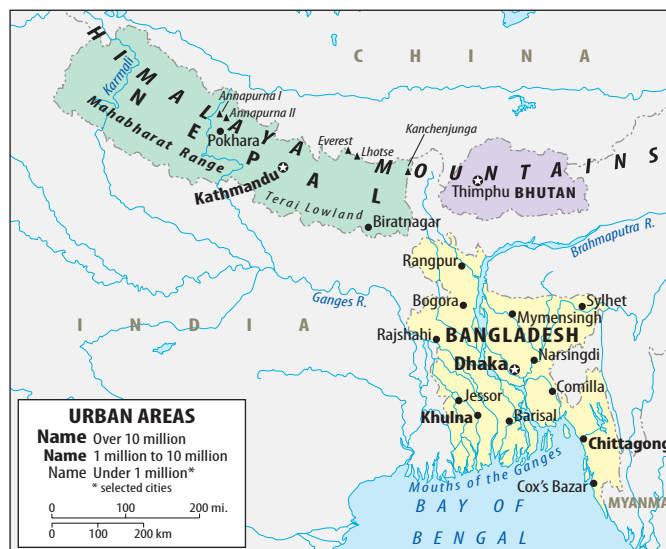 HIMALAYA MOUNTAINS
CHINA
Karnali
Annapurna I
Annapurna II
NEPAL
Mahabharat Range
Pokhara
Everest
Lhotse
Kanchenjunga
Kathmandu
Thimphu BHUTAN
Terai Lowland
Biratnagar
Brahmaputra R.
Rangpur
Ganges R.
Bogora
Sylhet
Mymensingh
INDIA
Rajshahi
BANGLADESH
Narsingdi
Dhaka
Comilla
Jessor
Khulna
Barisal
Chittagong
Mouths of the Ganges
Cox's Bazar
MYANMA
BAY OF
BENGAL
URBAN AREAS
Name Over 10 million
Name 1 million to 10 million
Name Under 1 million*
* selected cities
0 100 200 mi.
0 100 200 km